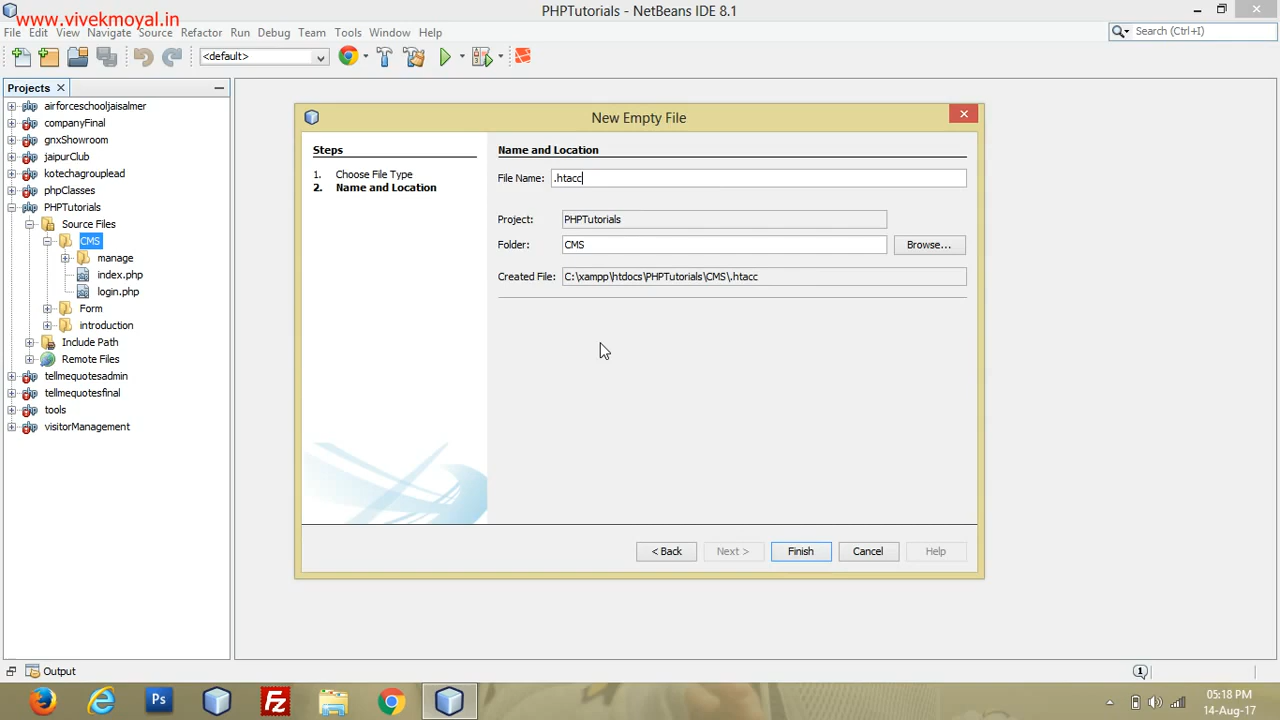 PHPTutorials - NetBeans IDE 8.1
www.vivekmoyal.in
File Edit View Navigate Source Refactor Run Debug Team Tools Window Help
Search (Ctrl+I)
<default>
Projects
airforceschooljaisalmer
companyFinal
gnxShowroom
jaipurClub
kotechagrouplead
phpClasses
PHPTutorials
Source Files
CMS
manage
index.php
login.php
Form
introduction
Include Path
Remote Files
tellmequotesadmin
tellmequotesfinal
tools
visitorManagement
New Empty File
Steps
1. Choose File Type
2. Name and Location
Name and Location
File Name: .htacc
Project: PHPTutorials
Folder: CMS
Browse...
Created File: C:\xampp\htdocs\PHPTutorials\CMS\.htacc
< Back
Next >
Finish
Cancel
Help
Output
05:18 PM
14-Aug-17